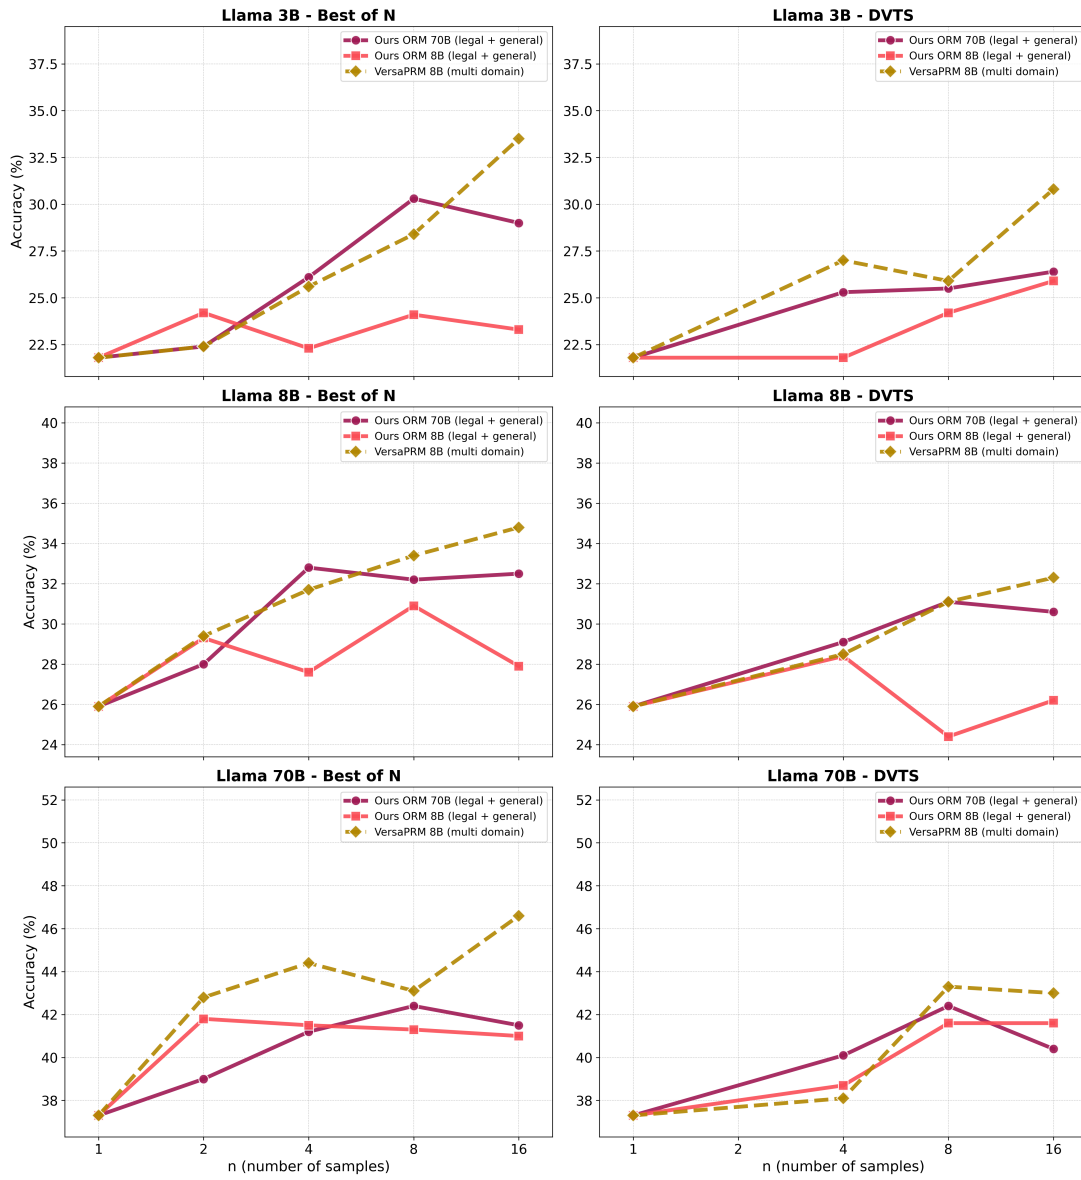 Llama 3B - Best of N
Ours ORM 70B (legal + general)
Ours ORM 8B (legal + general)
VersaPRM 8B (multi domain)
Accuracy (%)
37.5
35.0
32.5
30.0
27.5
25.0
22.5
Llama 3B - DVTS
Ours ORM 70B (legal + general)
Ours ORM 8B (legal + general)
VersaPRM 8B (multi domain)
37.5
35.0
32.5
30.0
27.5
25.0
22.5
Llama 8B - Best of N
Ours ORM 70B (legal + general)
Ours ORM 8B (legal + general)
VersaPRM 8B (multi domain)
Accuracy (%)
40
38
36
34
32
30
28
26
24
Llama 8B - DVTS
Ours ORM 70B (legal + general)
Ours ORM 8B (legal + general)
VersaPRM 8B (multi domain)
40
38
36
34
32
30
28
26
24
Llama 70B - Best of N
Ours ORM 70B (legal + general)
Ours ORM 8B (legal + general)
VersaPRM 8B (multi domain)
Accuracy (%)
52
50
48
46
44
42
40
38
1 2 4 8 16
n (number of samples)
Llama 70B - DVTS
Ours ORM 70B (legal + general)
Ours ORM 8B (legal + general)
VersaPRM 8B (multi domain)
52
50
48
46
44
42
40
38
1 2 4 8 16
n (number of samples)